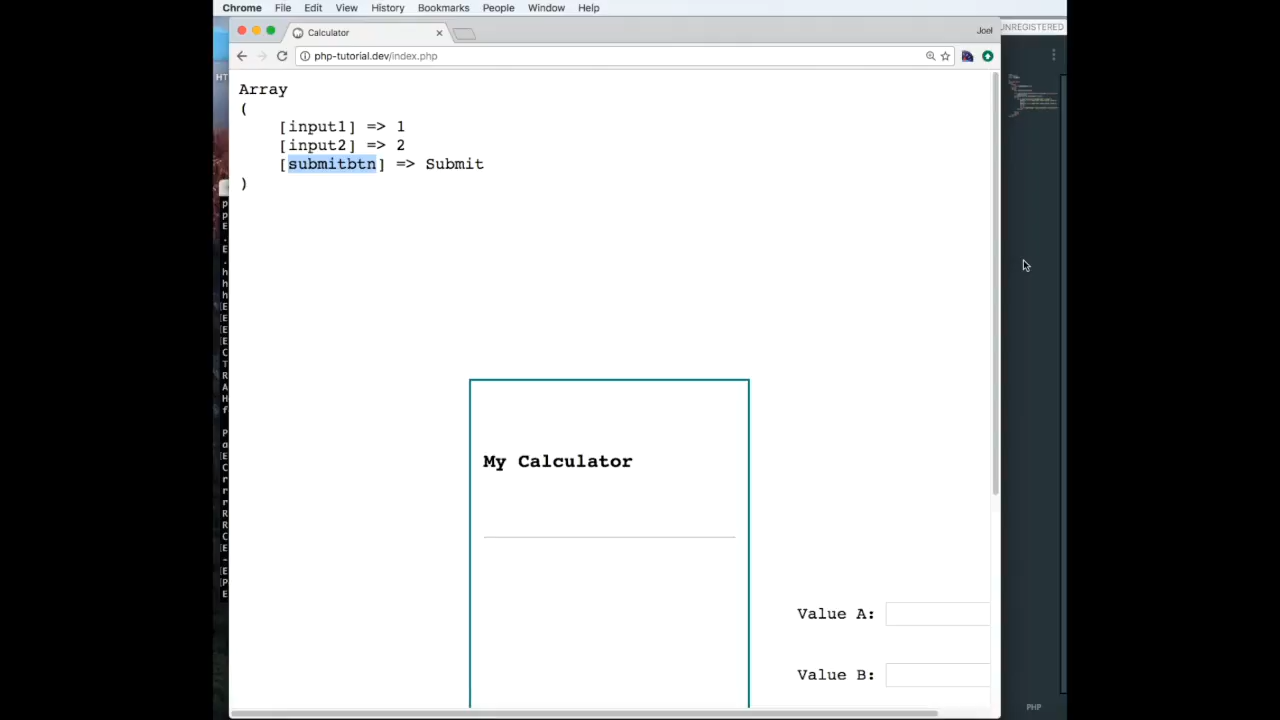 Chrome File Edit View History Bookmarks People Window Help
Calculator
Joel
UNREGISTERED
php-tutorial.dev/index.php
HT
Array
(
[input1] => 1
[input2] => 2
[submitbtn] => Submit
)
My Calculator
Value A:
Value B:
PHP